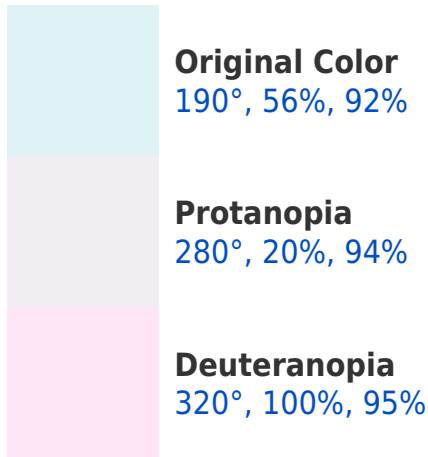 Original Color
190°, 56%, 92%
Protanopia
280°, 20%, 94%
Deuteranopia
320°, 100%, 95%